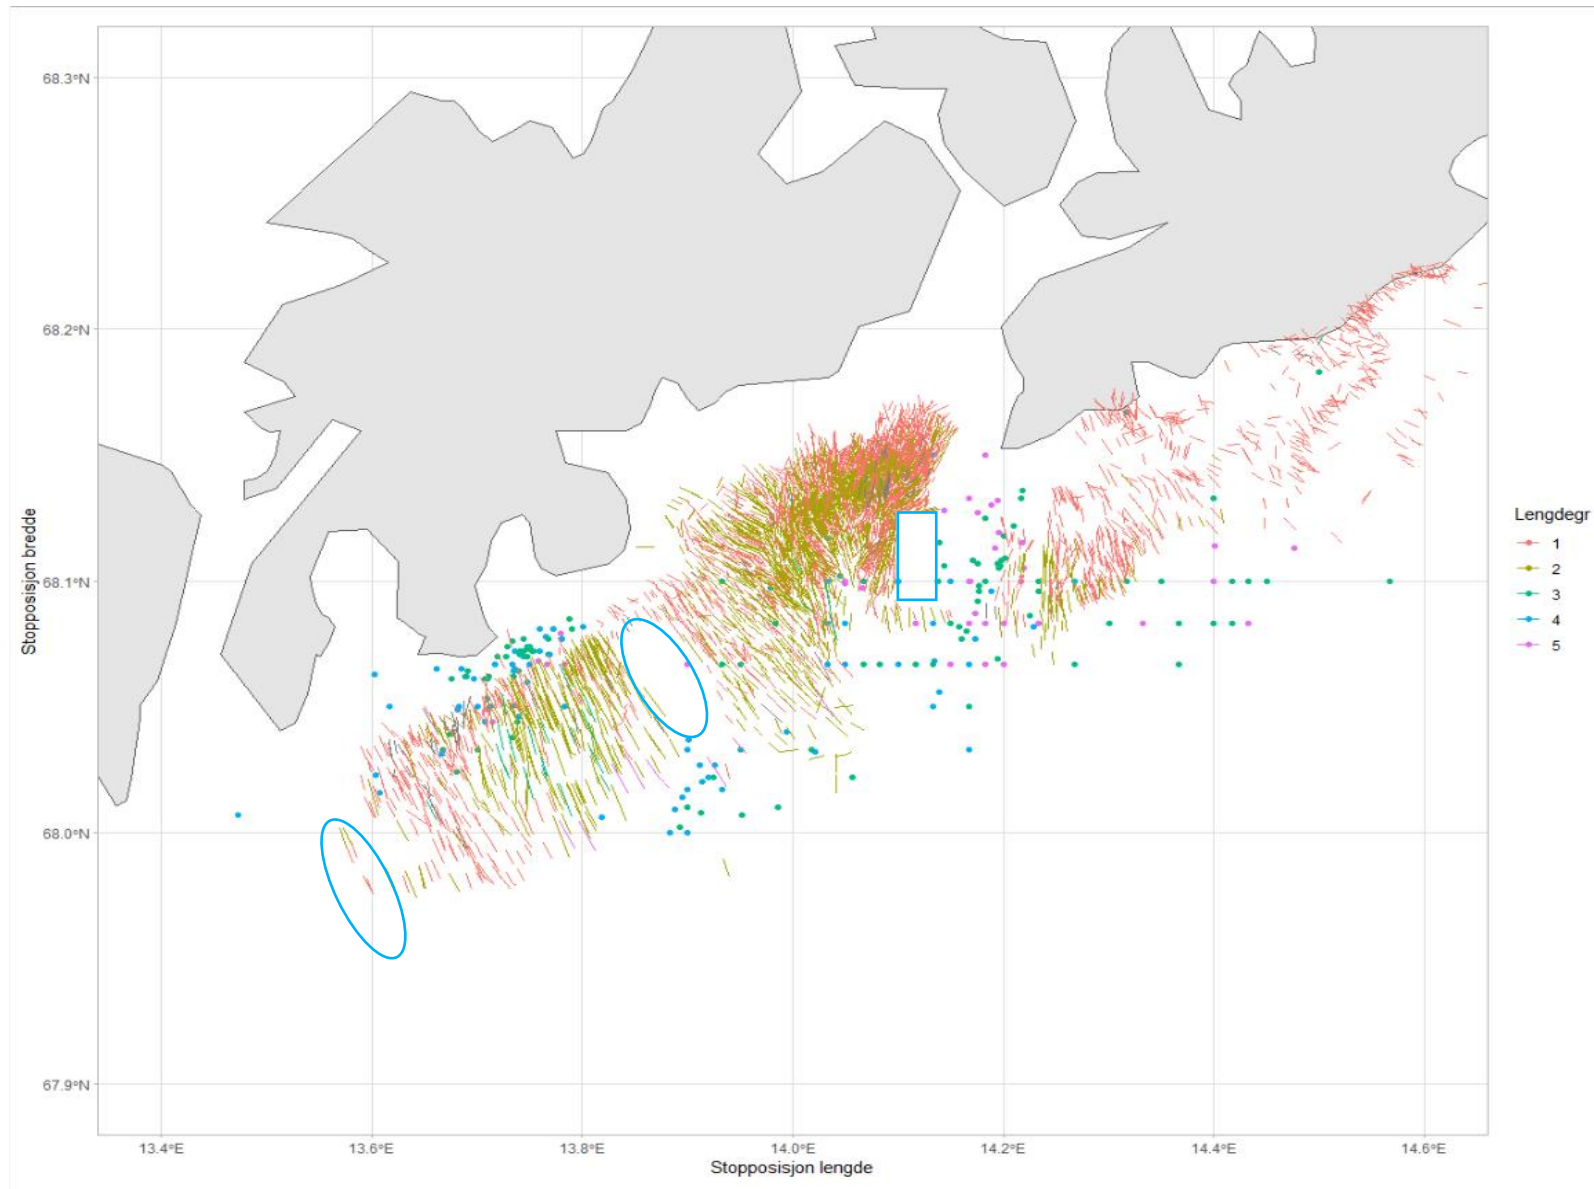 68.3°N
68.2°N
68.1°N
68.0°N
67.9°N
Stopposisjon bredde
13.4°E
13.6°E
13.8°E
14.0°E
14.2°E
14.4°E
14.6°E
Stopposisjon lengde
Lengdegr
1
2
3
4
5